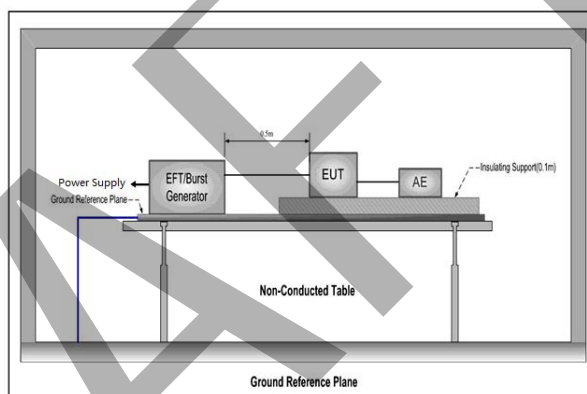 0.5m
EFT/Burst
Generator
EUT
AE
Insulating Support(0.1m)
Power Supply
Ground Reference Plane
Non-Conducted Table
Ground Reference Plane